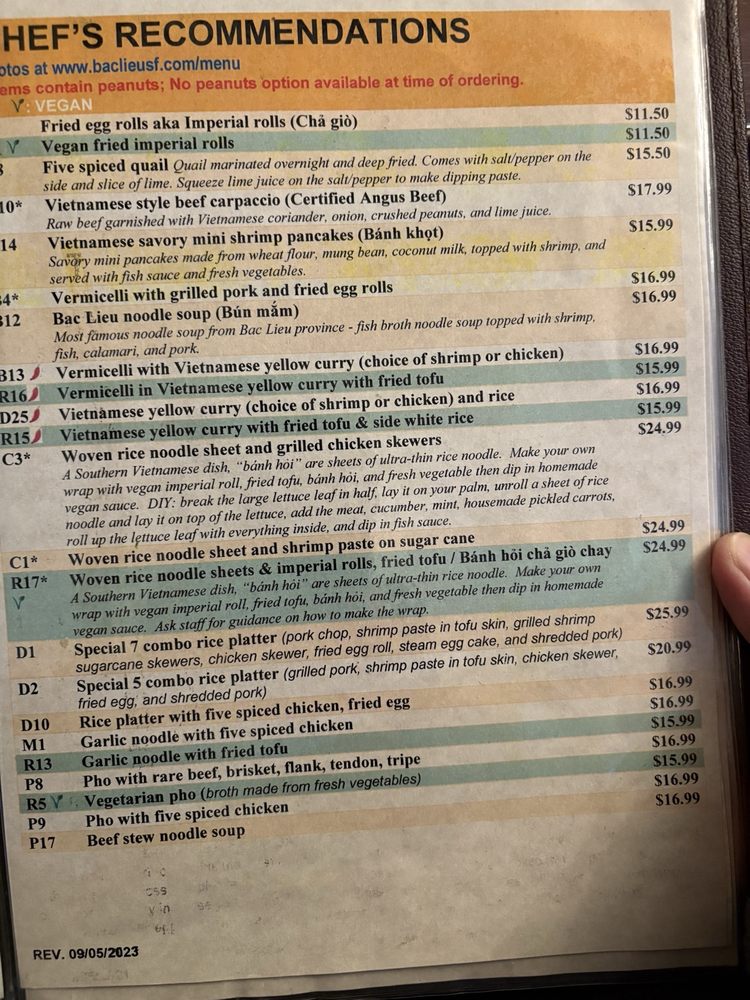 HEF'S RECOMMENDATIONS
otos at www.baclieusf.com/menu
ems contain peanuts; No peanuts option available at time of ordering.
V: VEGAN
Fried egg rolls aka Imperial rolls (Chả giò) $11.50
Vegan fried imperial rolls $11.50
Five spiced quail Quail marinated overnight and deep fried. Comes with salt/pepper on the $15.50
side and slice of lime. Squeeze lime juice on the salt/pepper to make dipping paste.
10* Vietnamese style beef carpaccio (Certified Angus Beef) $17.99
Raw beef garnished with Vietnamese coriander, onion, crushed peanuts, and lime juice.
14 Vietnamese savory mini shrimp pancakes (Bánh khọt) $15.99
Savory mini pancakes made from wheat flour, mung bean, coconut milk, topped with shrimp, and
served with fish sauce and fresh vegetables.
4* Vermicelli with grilled pork and fried egg rolls $16.99
12 Bac Lieu noodle soup (Bún mắm) $16.99
Most famous noodle soup from Bac Lieu province - fish broth noodle soup topped with shrimp,
fish, calamari, and pork.
B13 Vermicelli with Vietnamese yellow curry (choice of shrimp or chicken) $16.99
R16 Vermicelli in Vietnamese yellow curry with fried tofu $15.99
D25 Vietnamese yellow curry (choice of shrimp or chicken) and rice $16.99
R15 Vietnamese yellow curry with fried tofu & side white rice $15.99
C3* Woven rice noodle sheet and grilled chicken skewers $24.99
A Southern Vietnamese dish, "bánh hỏi" are sheets of ultra-thin rice noodle. Make your own
wrap with vegan imperial roll, fried tofu, bánh hỏi, and fresh vegetable then dip in homemade
vegan sauce. DIY: break the large lettuce leaf in half, lay it on your palm, unroll a sheet of rice
noodle and lay it on top of the lettuce, add the meat, cucumber, mint, housemade pickled carrots,
roll up the lettuce leaf with everything inside, and dip in fish sauce.
C1* Woven rice noodle sheet and shrimp paste on sugar cane $24.99
R17* Woven rice noodle sheets & imperial rolls, fried tofu / Bánh hỏi chả giò chay $24.99
A Southern Vietnamese dish, "bánh hỏi" are sheets of ultra-thin rice noodle. Make your own
wrap with vegan imperial roll, fried tofu, bánh hỏi, and fresh vegetable then dip in homemade
vegan sauce. Ask staff for guidance on how to make the wrap.
D1 Special 7 combo rice platter (pork chop, shrimp paste in tofu skin, grilled shrimp $25.99
sugarcane skewers, chicken skewer, fried egg roll, steam egg cake, and shredded pork)
D2 Special 5 combo rice platter (grilled pork, shrimp paste in tofu skin, chicken skewer, $20.99
fried egg, and shredded pork)
D10 Rice platter with five spiced chicken, fried egg $16.99
M1 Garlic noodle with five spiced chicken $16.99
R13 Garlic noodle with fried tofu $15.99
P8 Pho with rare beef, brisket, flank, tendon, tripe $16.99
R5 Vegetarian pho (broth made from fresh vegetables) $15.99
P9 Pho with five spiced chicken $16.99
P17 Beef stew noodle soup $16.99
REV. 09/05/2023